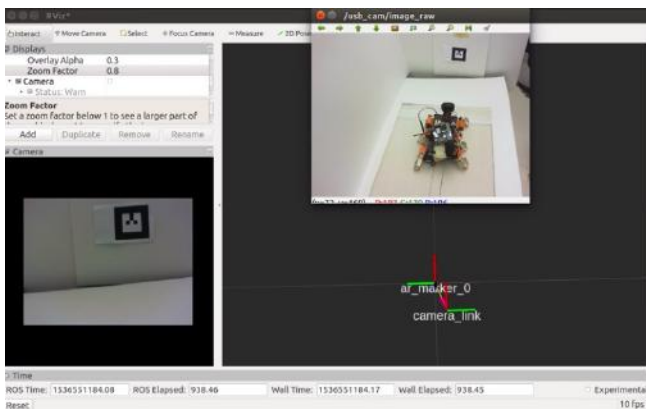 RViz*
/usb_cam/image_raw
Interact Move Camera Select Focus Camera Measure 2D Pos
Displays
Overlay Alpha 0.3
Zoom Factor 0.8
Camera
Status: Warn
Zoom Factor
Set a zoom factor below 1 to see a larger part of
Add Duplicate Remove Rename
Camera
ar_marker_0
camera_link
Time
ROS Time: 1536551184.08 ROS Elapsed: 938.46 Wall Time: 1536551184.17 Wall Elapsed: 938.45 Experimenta
Reset 10 fps